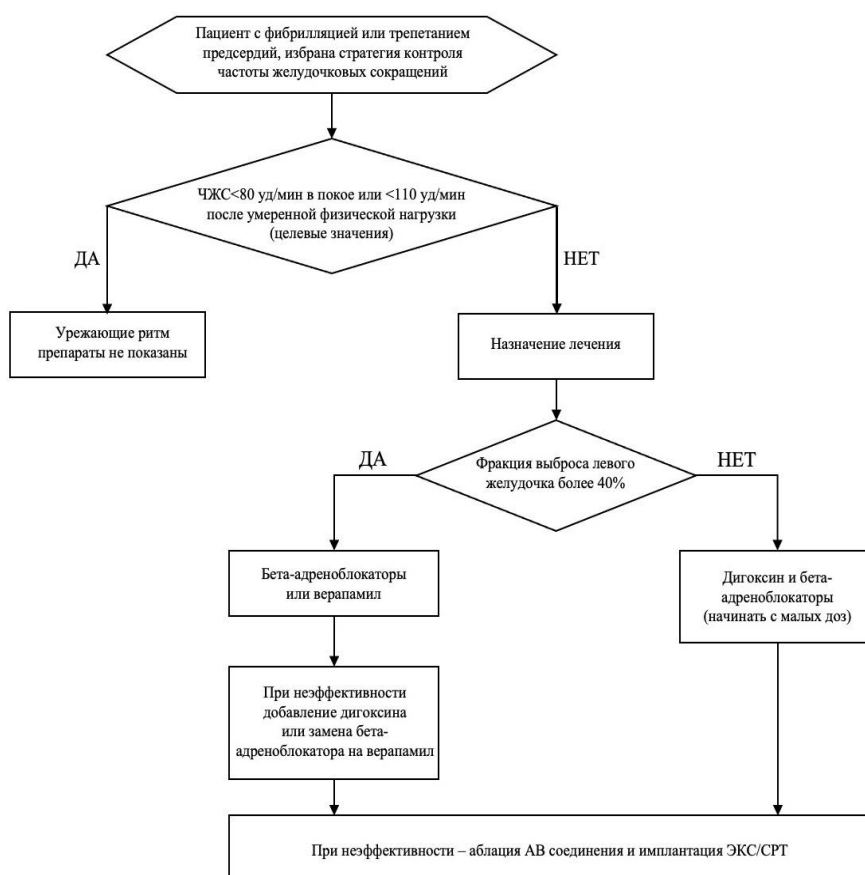 Пациент с фибрилляцией или трепетанием
предсердий, избрана стратегия контроля
частоты желудочковых сокращений
ЧЖС<80 уд/мин в покое или <110 уд/мин
после умеренной физической нагрузки
(целевые значения)
ДА
НЕТ
Урежающие ритм
препараты не показаны
Назначение лечения
ДА
НЕТ
Фракция выброса левого
желудочка более 40%
Бета-адреноблокаторы
или верапамил
Дигоксин и бета-
адреноблокаторы
(начинать с малых доз)
При неэффективности
добавление дигоксина
или замена бета-
адреноблокатора на верапамил
При неэффективности – аблация АВ соединения и имплантация ЭКС/СРТ